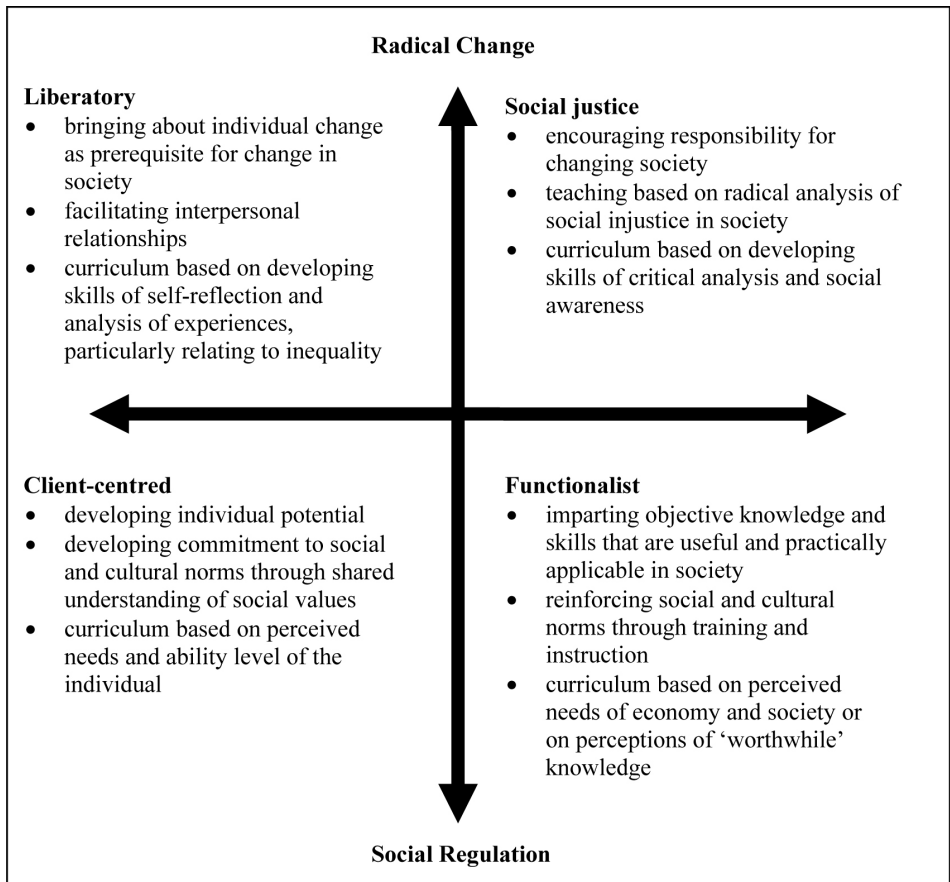 Radical Change
Liberatory
• bringing about individual change
as prerequisite for change in
society
• facilitating interpersonal
relationships
• curriculum based on developing
skills of self-reflection and
analysis of experiences,
particularly relating to inequality
Social justice
• encouraging responsibility for
changing society
• teaching based on radical analysis of
social injustice in society
• curriculum based on developing
skills of critical analysis and social
awareness
Client-centred
• developing individual potential
• developing commitment to social
and cultural norms through shared
understanding of social values
• curriculum based on perceived
needs and ability level of the
individual
Functionalist
• imparting objective knowledge and
skills that are useful and practically
applicable in society
• reinforcing social and cultural
norms through training and
instruction
• curriculum based on perceived
needs of economy and society or
on perceptions of ‘worthwhile’
knowledge
Social Regulation